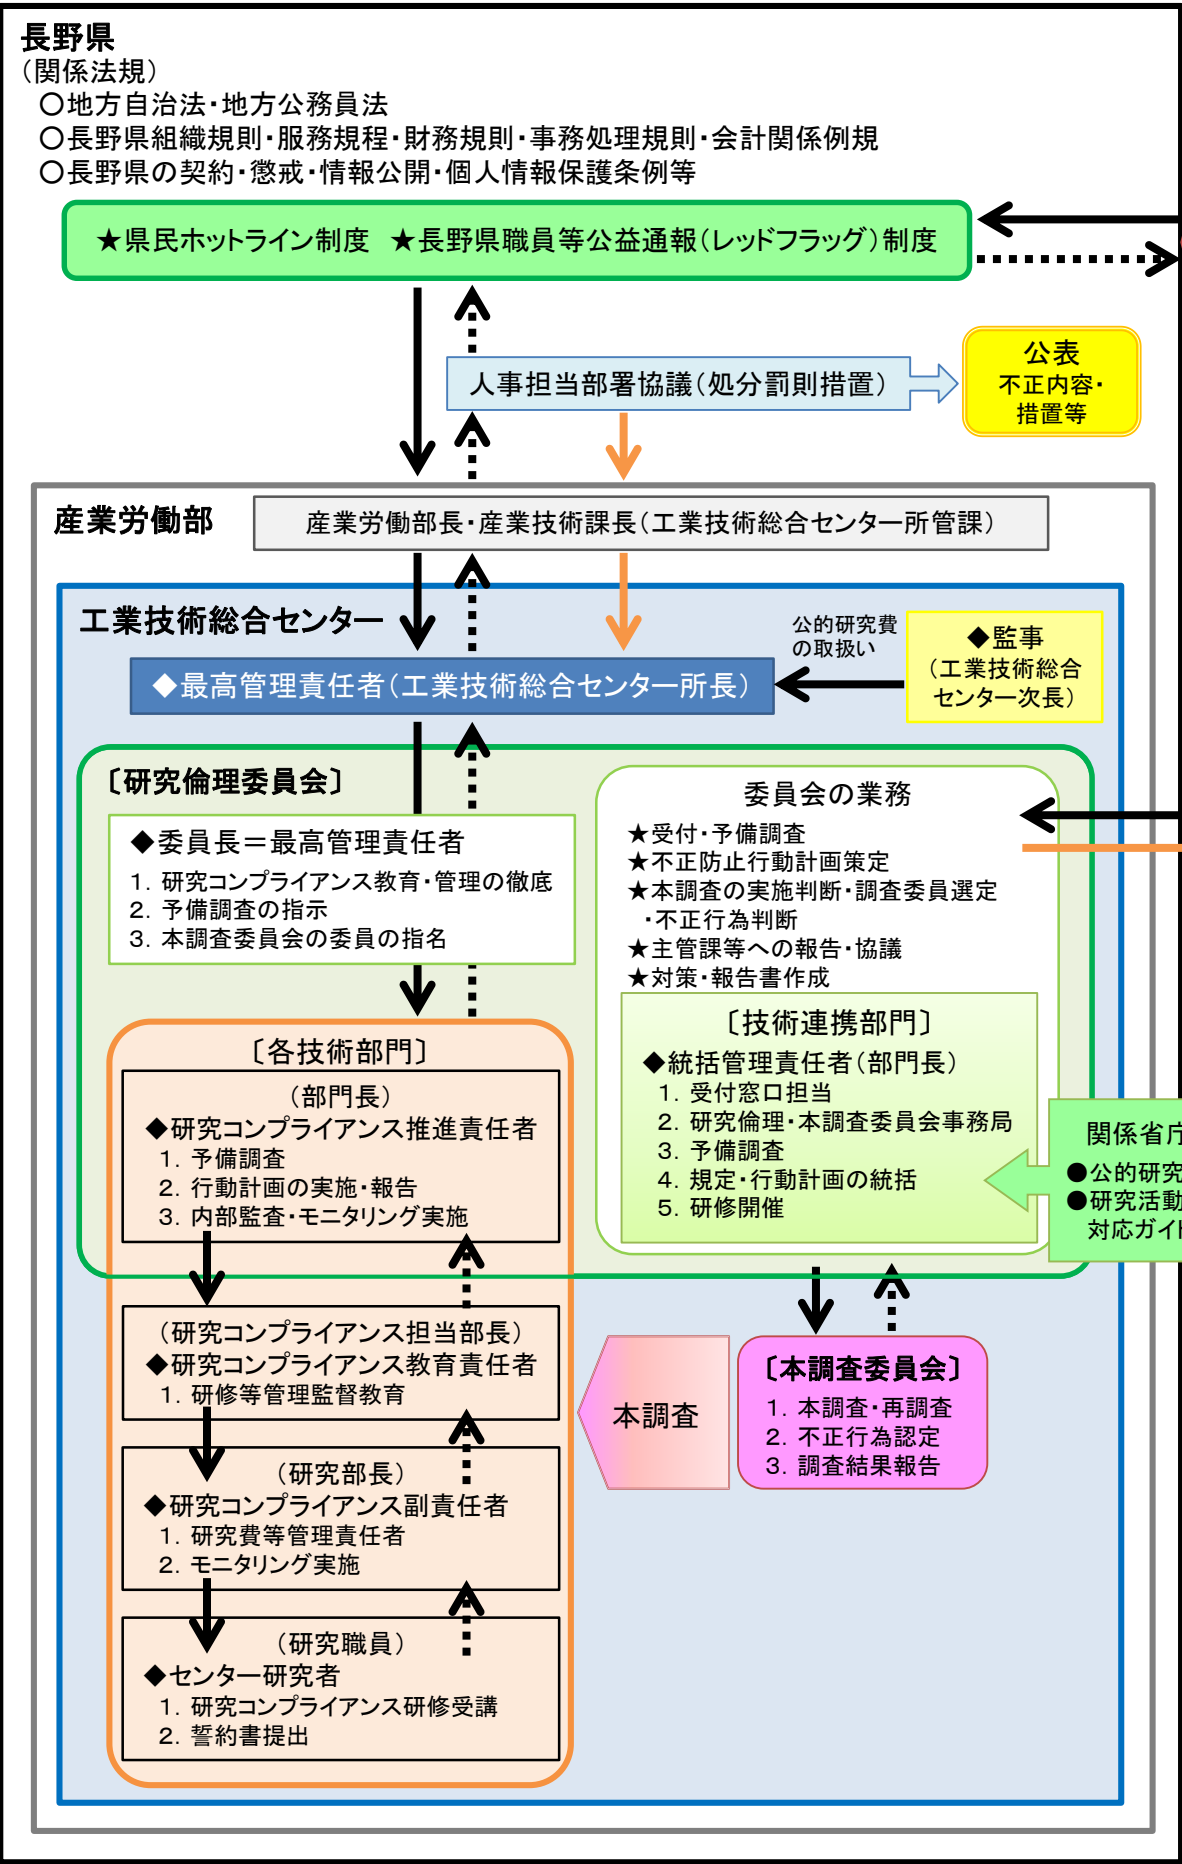 長野県
（関係法規）
〇地方自治法・地方公務員法
〇長野県組織規則・服務規程・財務規則・事務処理規則・会計関係例規
〇長野県の契約・懲戒・情報公開・個人情報保護条例等
★県民ホットライン制度　★長野県職員等公益通報（レッドフラッグ）制度
人事担当部署協議（処分罰則措置）
公表
不正内容・
措置等
産業労働部
産業労働部長・産業技術課長（工業技術総合センター所管課）
工業技術総合センター
公的研究費
の取扱い
◆監事
（工業技術総合
センター次長）
◆最高管理責任者（工業技術総合センター所長）
〔研究倫理委員会〕
◆委員長＝最高管理責任者
1. 研究コンプライアンス教育・管理の徹底
2. 予備調査の指示
3. 本調査委員会の委員の指名
委員会の業務
★受付・予備調査
★不正防止行動計画策定
★本調査の実施判断・調査委員選定
・不正行為判断
★主管課等への報告・協議
★対策・報告書作成
〔技術連携部門〕
◆統括管理責任者（部門長）
1. 受付窓口担当
2. 研究倫理・本調査委員会事務局
3. 予備調査
4. 規定・行動計画の統括
5. 研修開催
関係省庁
●公的研究
●研究活動
対応ガイ
〔各技術部門〕
（部門長）
◆研究コンプライアンス推進責任者
1. 予備調査
2. 行動計画の実施・報告
3. 内部監査・モニタリング実施
（研究コンプライアンス担当部長）
◆研究コンプライアンス教育責任者
1. 研修等管理監督教育
（研究部長）
◆研究コンプライアンス副責任者
1. 研究費等管理責任者
2. モニタリング実施
（研究職員）
◆センター研究者
1. 研究コンプライアンス研修受講
2. 誓約書提出
本調査
〔本調査委員会〕
1. 本調査・再調査
2. 不正行為認定
3. 調査結果報告